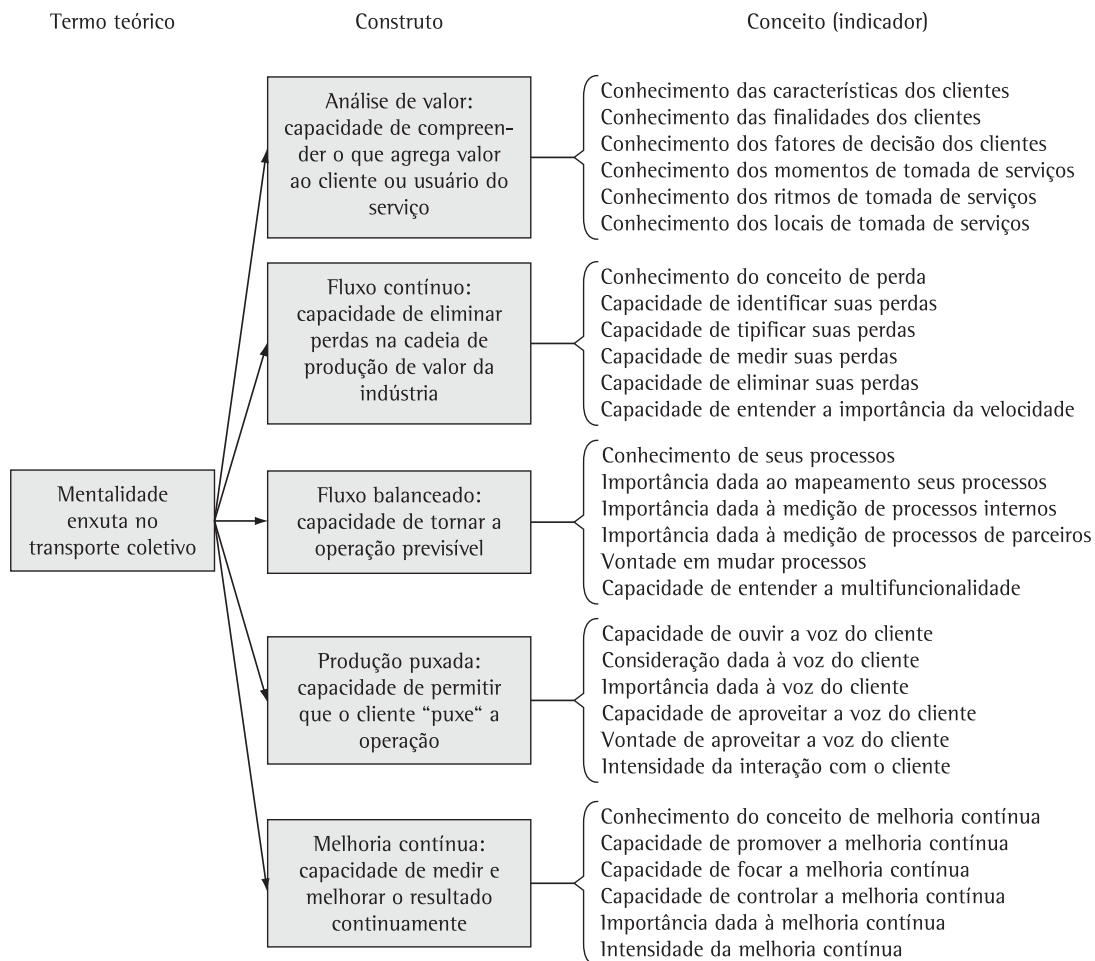 Termo teórico
Construto
Conceito (indicador)
Análise de valor:
capacidade de compreen-
der o que agrega valor
ao cliente ou usuário do
serviço
Conhecimento das características dos clientes
Conhecimento das finalidades dos clientes
Conhecimento dos fatores de decisão dos clientes
Conhecimento dos momentos de tomada de serviços
Conhecimento dos ritmos de tomada de serviços
Conhecimento dos locais de tomada de serviços
Fluxo contínuo:
capacidade de eliminar
perdas na cadeia de
produção de valor da
indústria
Conhecimento do conceito de perda
Capacidade de identificar suas perdas
Capacidade de tipificar suas perdas
Capacidade de medir suas perdas
Capacidade de eliminar suas perdas
Capacidade de entender a importância da velocidade
Mentalidade
enxuta no
transporte coletivo
Fluxo balanceado:
capacidade de tornar a
operação previsível
Conhecimento de seus processos
Importância dada ao mapeamento seus processos
Importância dada à medição de processos internos
Importância dada à medição de processos de parceiros
Vontade em mudar processos
Capacidade de entender a multifuncionalidade
Produção puxada:
capacidade de permitir
que o cliente “puxe“ a
operação
Capacidade de ouvir a voz do cliente
Consideração dada à voz do cliente
Importância dada à voz do cliente
Capacidade de aproveitar a voz do cliente
Vontade de aproveitar a voz do cliente
Intensidade da interação com o cliente
Melhoria contínua:
capacidade de medir e
melhorar o resultado
continuamente
Conhecimento do conceito de melhoria contínua
Capacidade de promover a melhoria contínua
Capacidade de focar a melhoria contínua
Capacidade de controlar a melhoria contínua
Importância dada à melhoria contínua
Intensidade da melhoria contínua